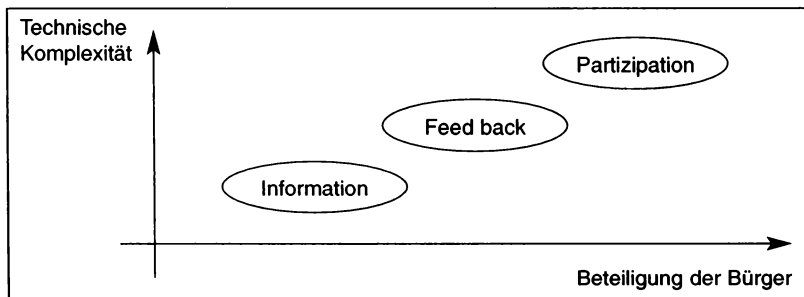 Technische
Komplexität
Partizipation
Feed back
Information
Beteiligung der Bürger